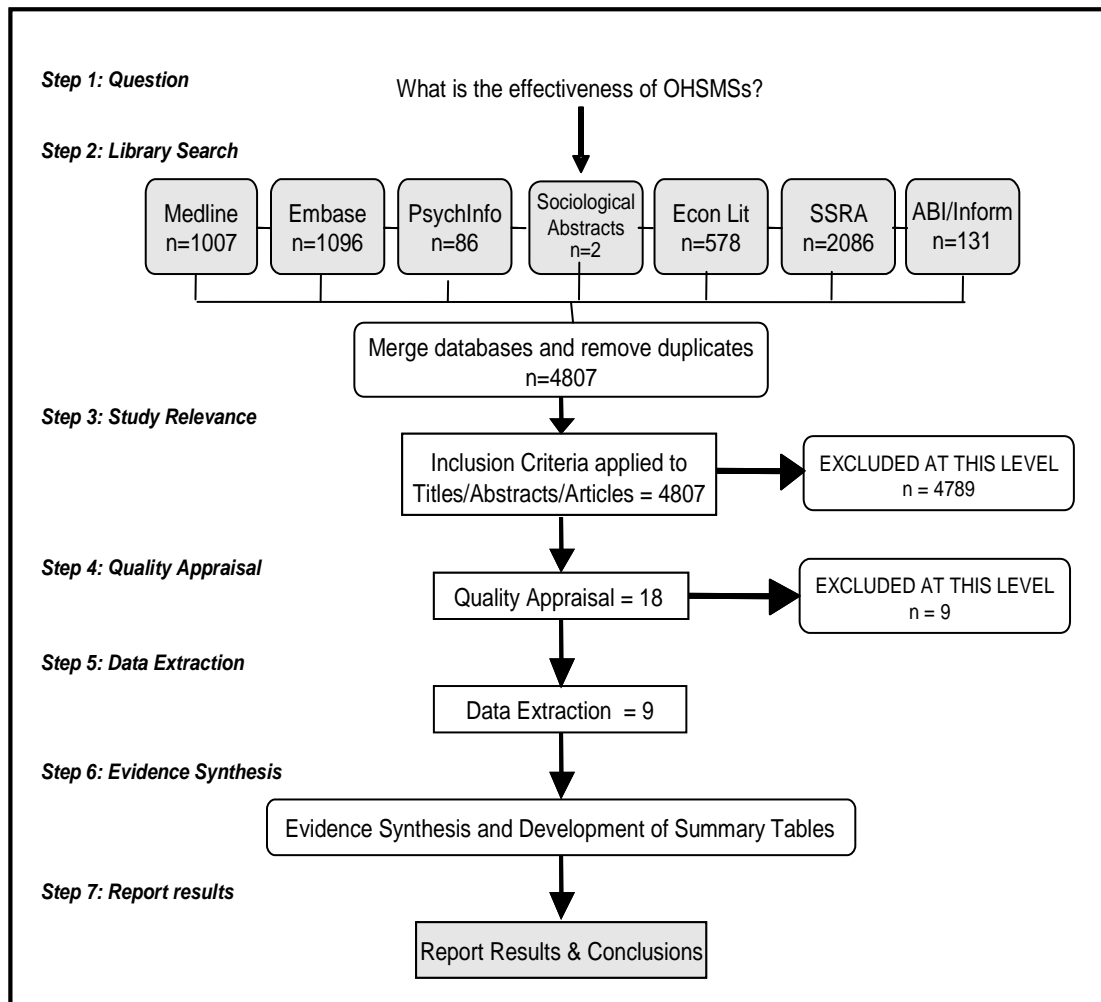 Step 1: Question
What is the effectiveness of OHSMSs?
Step 2: Library Search
Medline
n=1007
Embase
n=1096
PsychInfo
n=86
Sociological
Abstracts
n=2
Econ Lit
n=578
SSRA
n=2086
ABI/Inform
n=131
Merge databases and remove duplicates
n=4807
Step 3: Study Relevance
Inclusion Criteria applied to
Titles/Abstracts/Articles = 4807
EXCLUDED AT THIS LEVEL
n = 4789
Step 4: Quality Appraisal
Quality Appraisal = 18
EXCLUDED AT THIS LEVEL
n = 9
Step 5: Data Extraction
Data Extraction = 9
Step 6: Evidence Synthesis
Evidence Synthesis and Development of Summary Tables
Step 7: Report results
Report Results & Conclusions